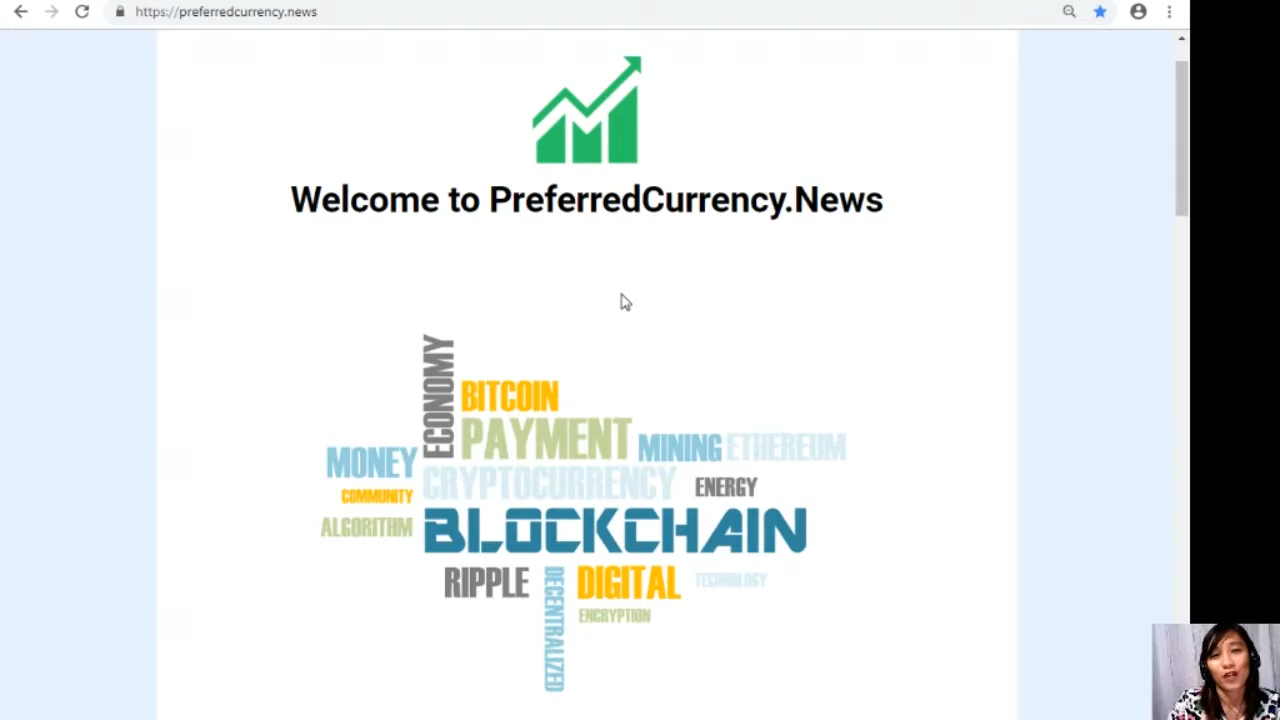 https://preferredcurrency.news
Welcome to PreferredCurrency.News
ECONOMY
BITCOIN
PAYMENT
MONEY
MINING
ETHEREUM
CRYPTOCURRENCY
ENERGY
COMMUNITY
ALGORITHM
BLOCKCHAIN
RIPPLE
DECENTRALIZED
DIGITAL
TECHNOLOGY
ENCRYPTION